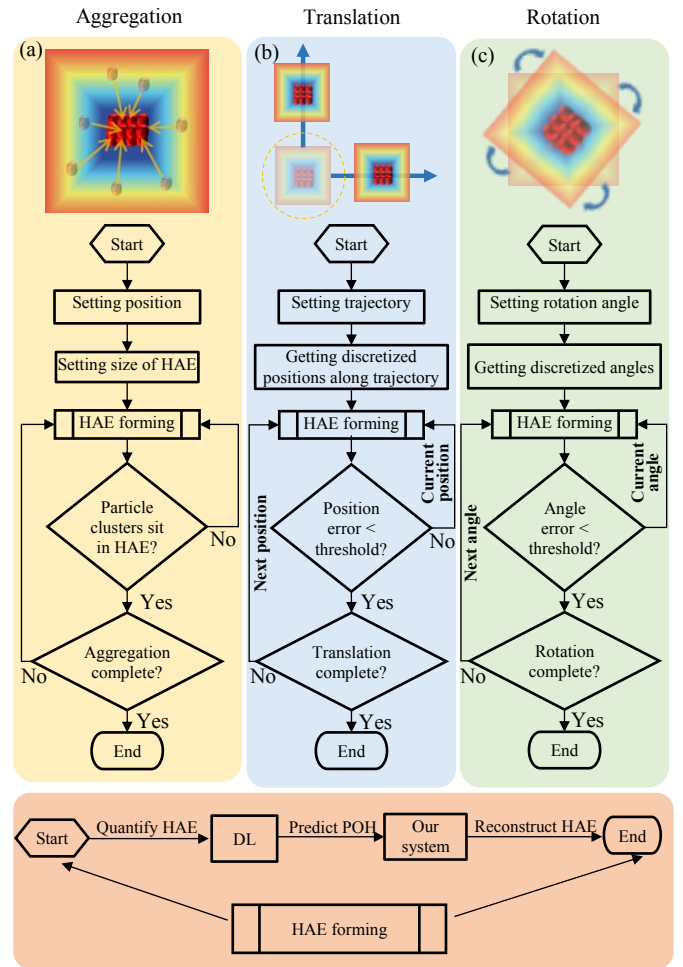 Aggregation
Translation
Rotation
(a)
Start
Setting position
Setting size of HAE
HAE forming
Particle
clusters sit
in HAE?
No
Yes
Aggregation
complete?
No
Yes
End
(b)
Start
Setting trajectory
Getting discretized
positions along trajectory
HAE forming
Next position
Current
position
Position
error <
threshold?
No
Yes
Translation
complete?
No
Yes
End
(c)
Start
Setting rotation angle
Getting discretized angles
HAE forming
Next angle
Current
angle
Angle
error <
threshold?
No
Yes
Rotation
complete?
No
Yes
End
Start
Quantify HAE
DL
Predict POH
Our
system
Reconstruct HAE
End
HAE forming